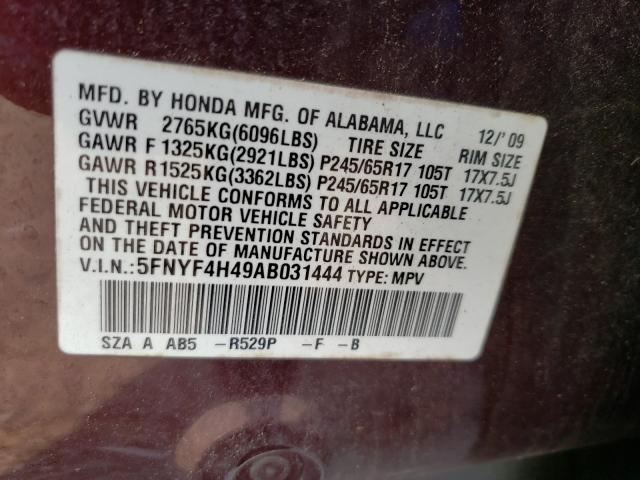 MFD. BY HONDA MFG. OF ALABAMA, LLC 12/'09
GVWR 2765KG(6096LBS) TIRE SIZE RIM SIZE
GAWR F 1325KG(2921LBS) P245/65R17 105T 17X7.5J
GAWR R 1525KG(3362LBS) P245/65R17 105T 17X7.5J
THIS VEHICLE CONFORMS TO ALL APPLICABLE
FEDERAL MOTOR VEHICLE SAFETY
AND THEFT PREVENTION STANDARDS IN EFFECT
ON THE DATE OF MANUFACTURE SHOWN ABOVE.
V.I.N.:5FNYF4H49AB031444 TYPE: MPV
SZA A AB5 -R529P -F -B